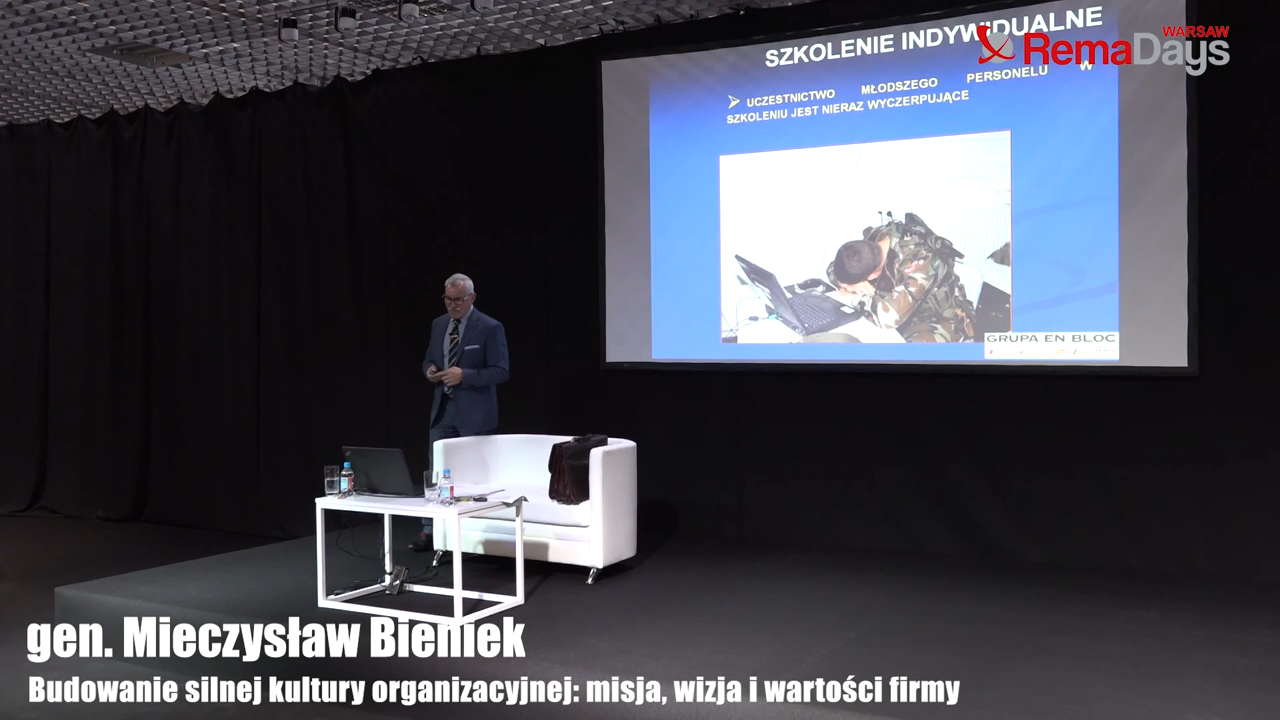 SZKOLENIE INDYWIDUALNE
WARSAW
RemaDays
UCZESTNICTWO MŁODSZEGO PERSONELU W
SZKOLENIU JEST NIERAZ WYCZERPUJĄCE
GRUPA EN BLOC
gen. Mieczysław Bieniek
Budowanie silnej kultury organizacyjnej: misja, wizja i wartości firmy